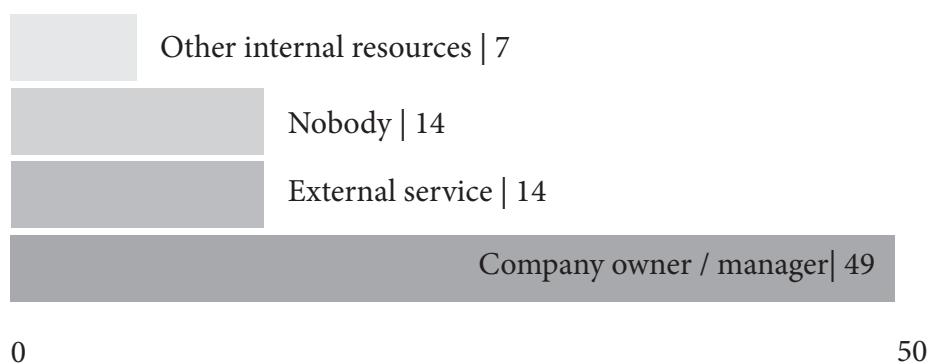 Other internal resources | 7
Nobody | 14
External service | 14
Company owner / manager| 49
0 50